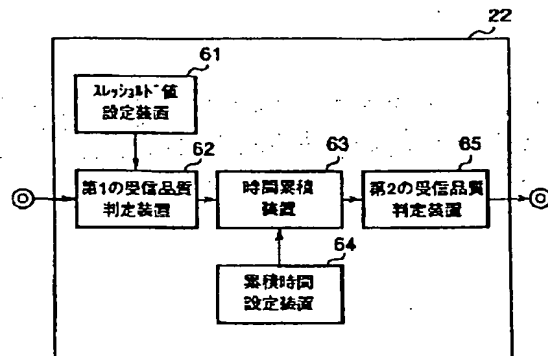 22
61
スレッショルド値
設定装置
62
第1の受信品質
判定装置
63
時間累積
装置
65
第2の受信品質
判定装置
64
累積時間
設定装置